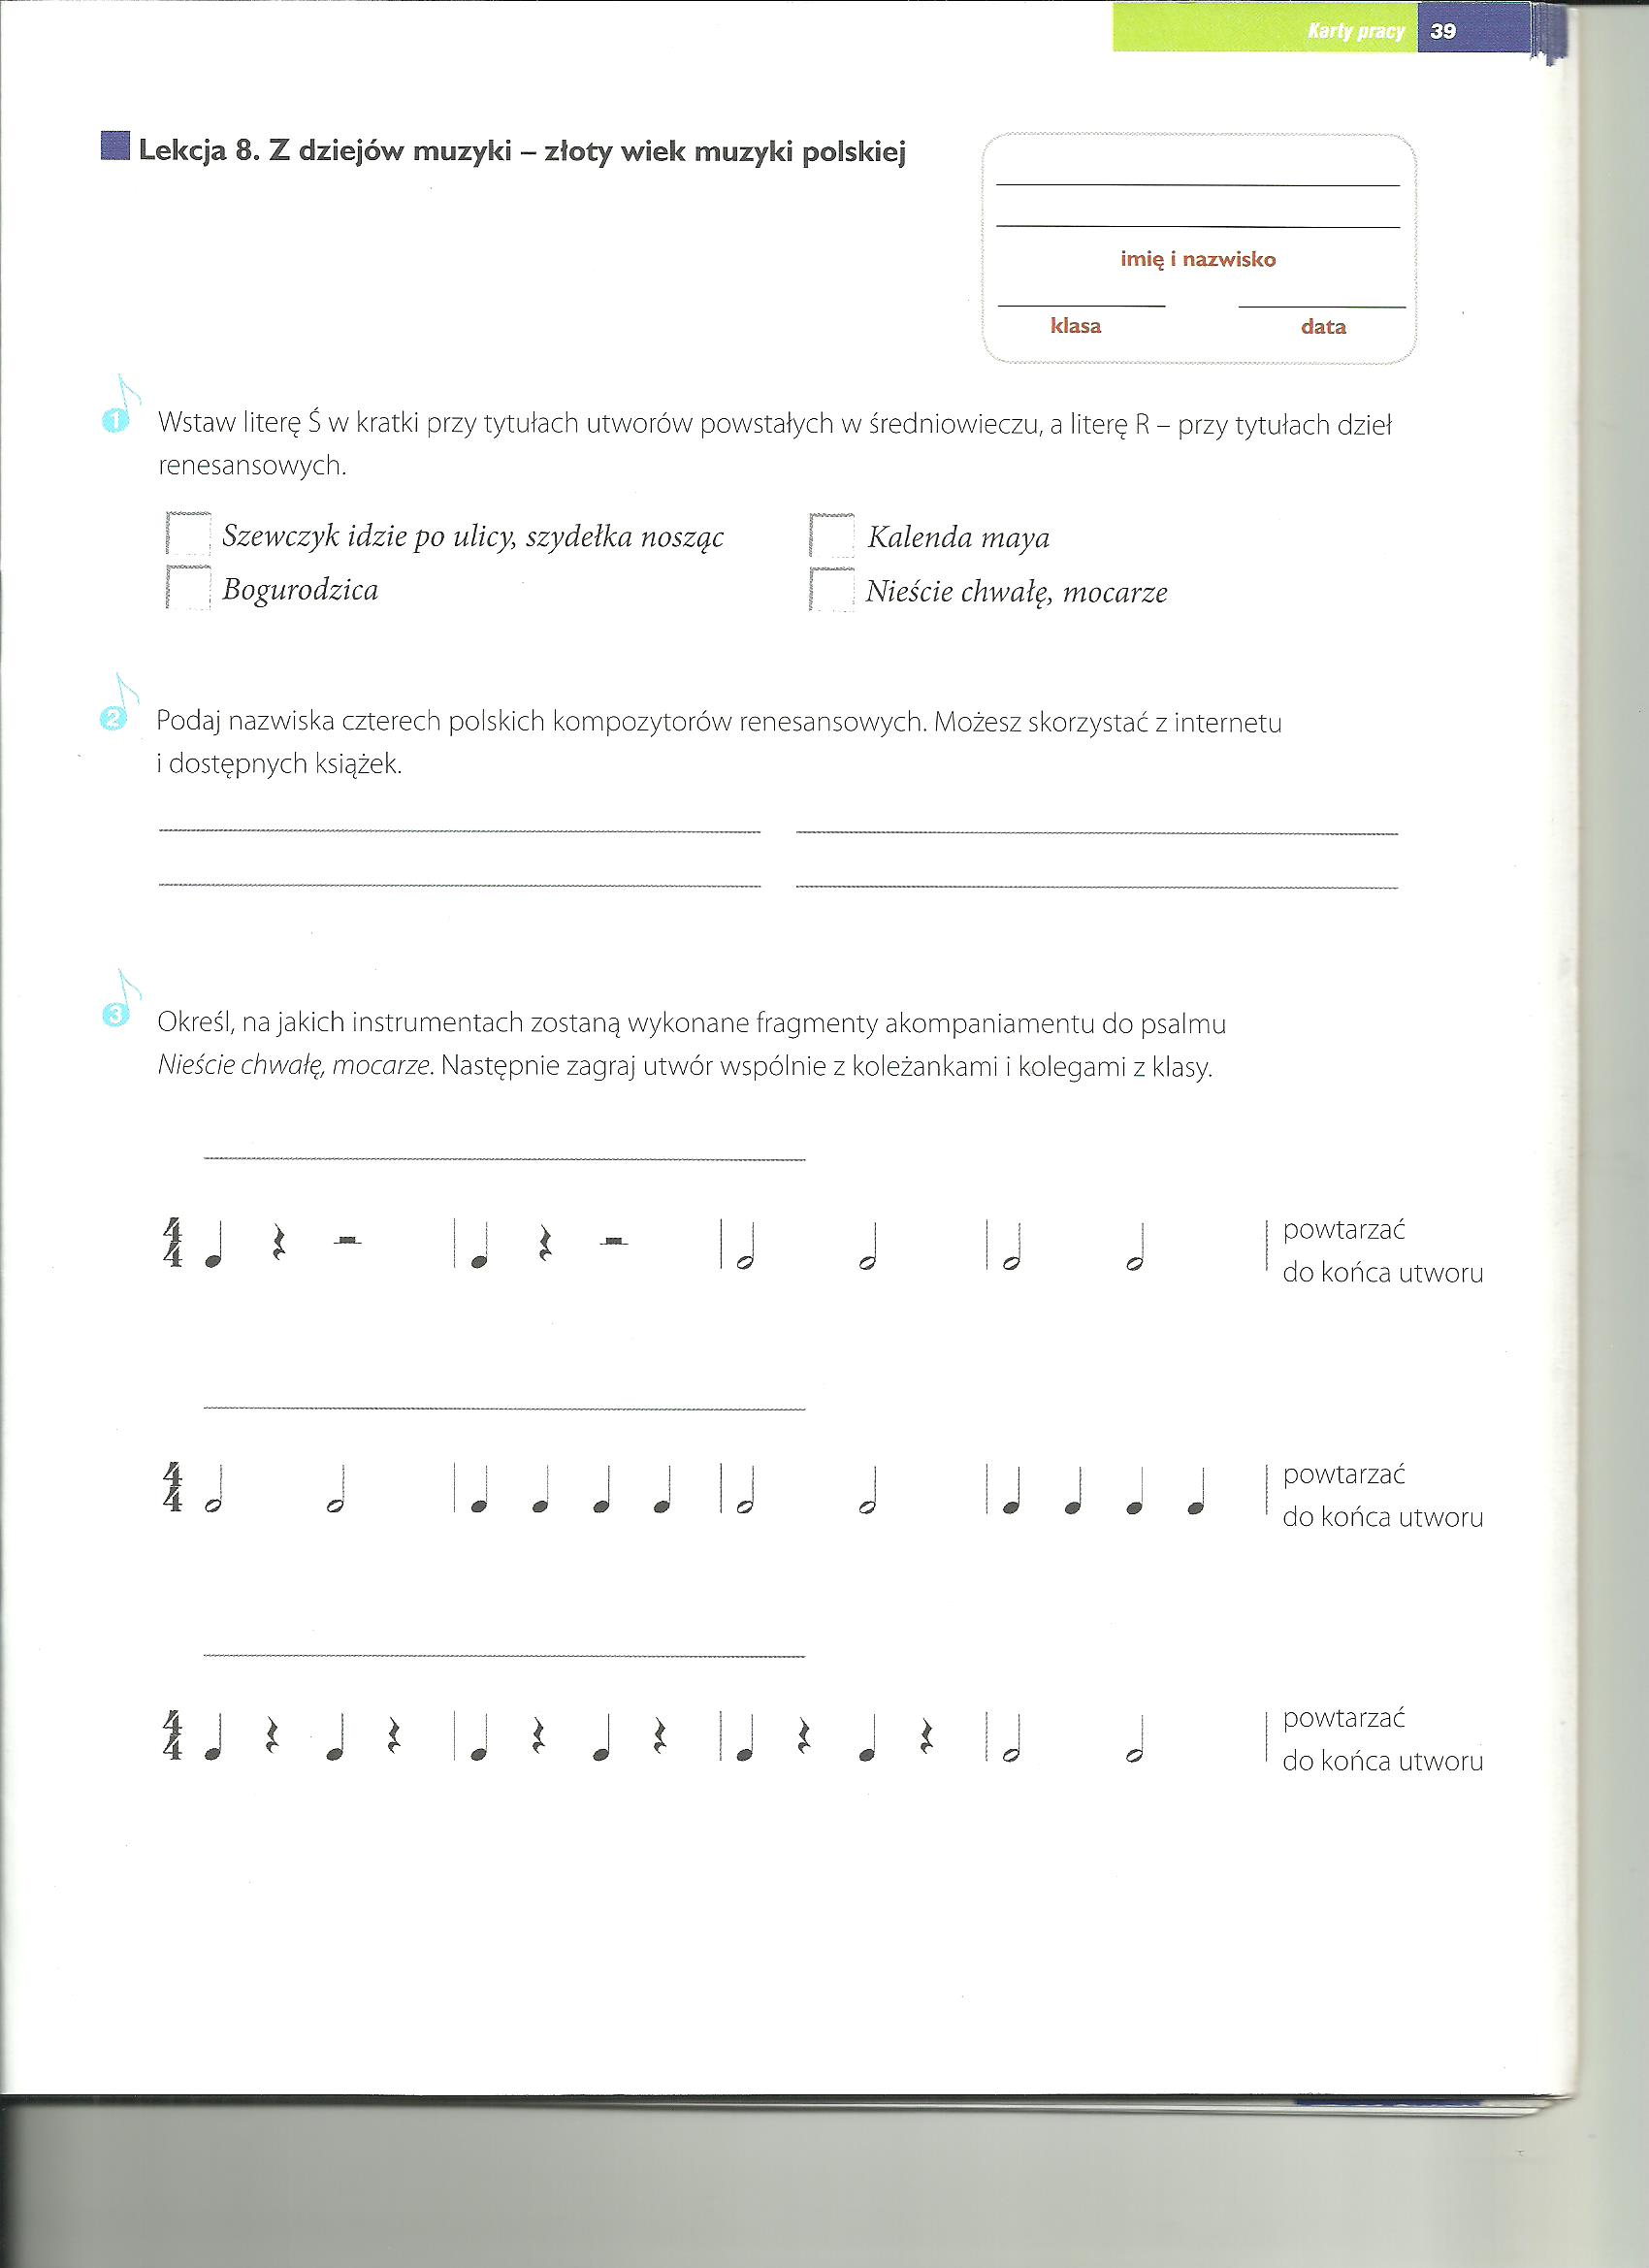 Karty pracy 39
Lekcja 8. Z dziejów muzyki – złoty wiek muzyki polskiej
imię i nazwisko
klasa data
1 Wstaw literę Ś w kratki przy tytułach utworów powstałych w średniowieczu, a literę R – przy tytułach dzieł
renesansowych.
Szewczyk idzie po ulicy, szydełka nosząc
Kalenda maya
Bogurodzica
Nieście chwałę, mocarze
2 Podaj nazwiska czterech polskich kompozytorów renesansowych. Możesz skorzystać z internetu
i dostępnych książek.
3 Określ, na jakich instrumentach zostaną wykonane fragmenty akompaniamentu do psalmu
Nieście chwałę, mocarze. Następnie zagraj utwór wspólnie z koleżankami i kolegami z klasy.
4
4
powtarzać
do końca utworu
4
4
powtarzać
do końca utworu
4
4
powtarzać
do końca utworu